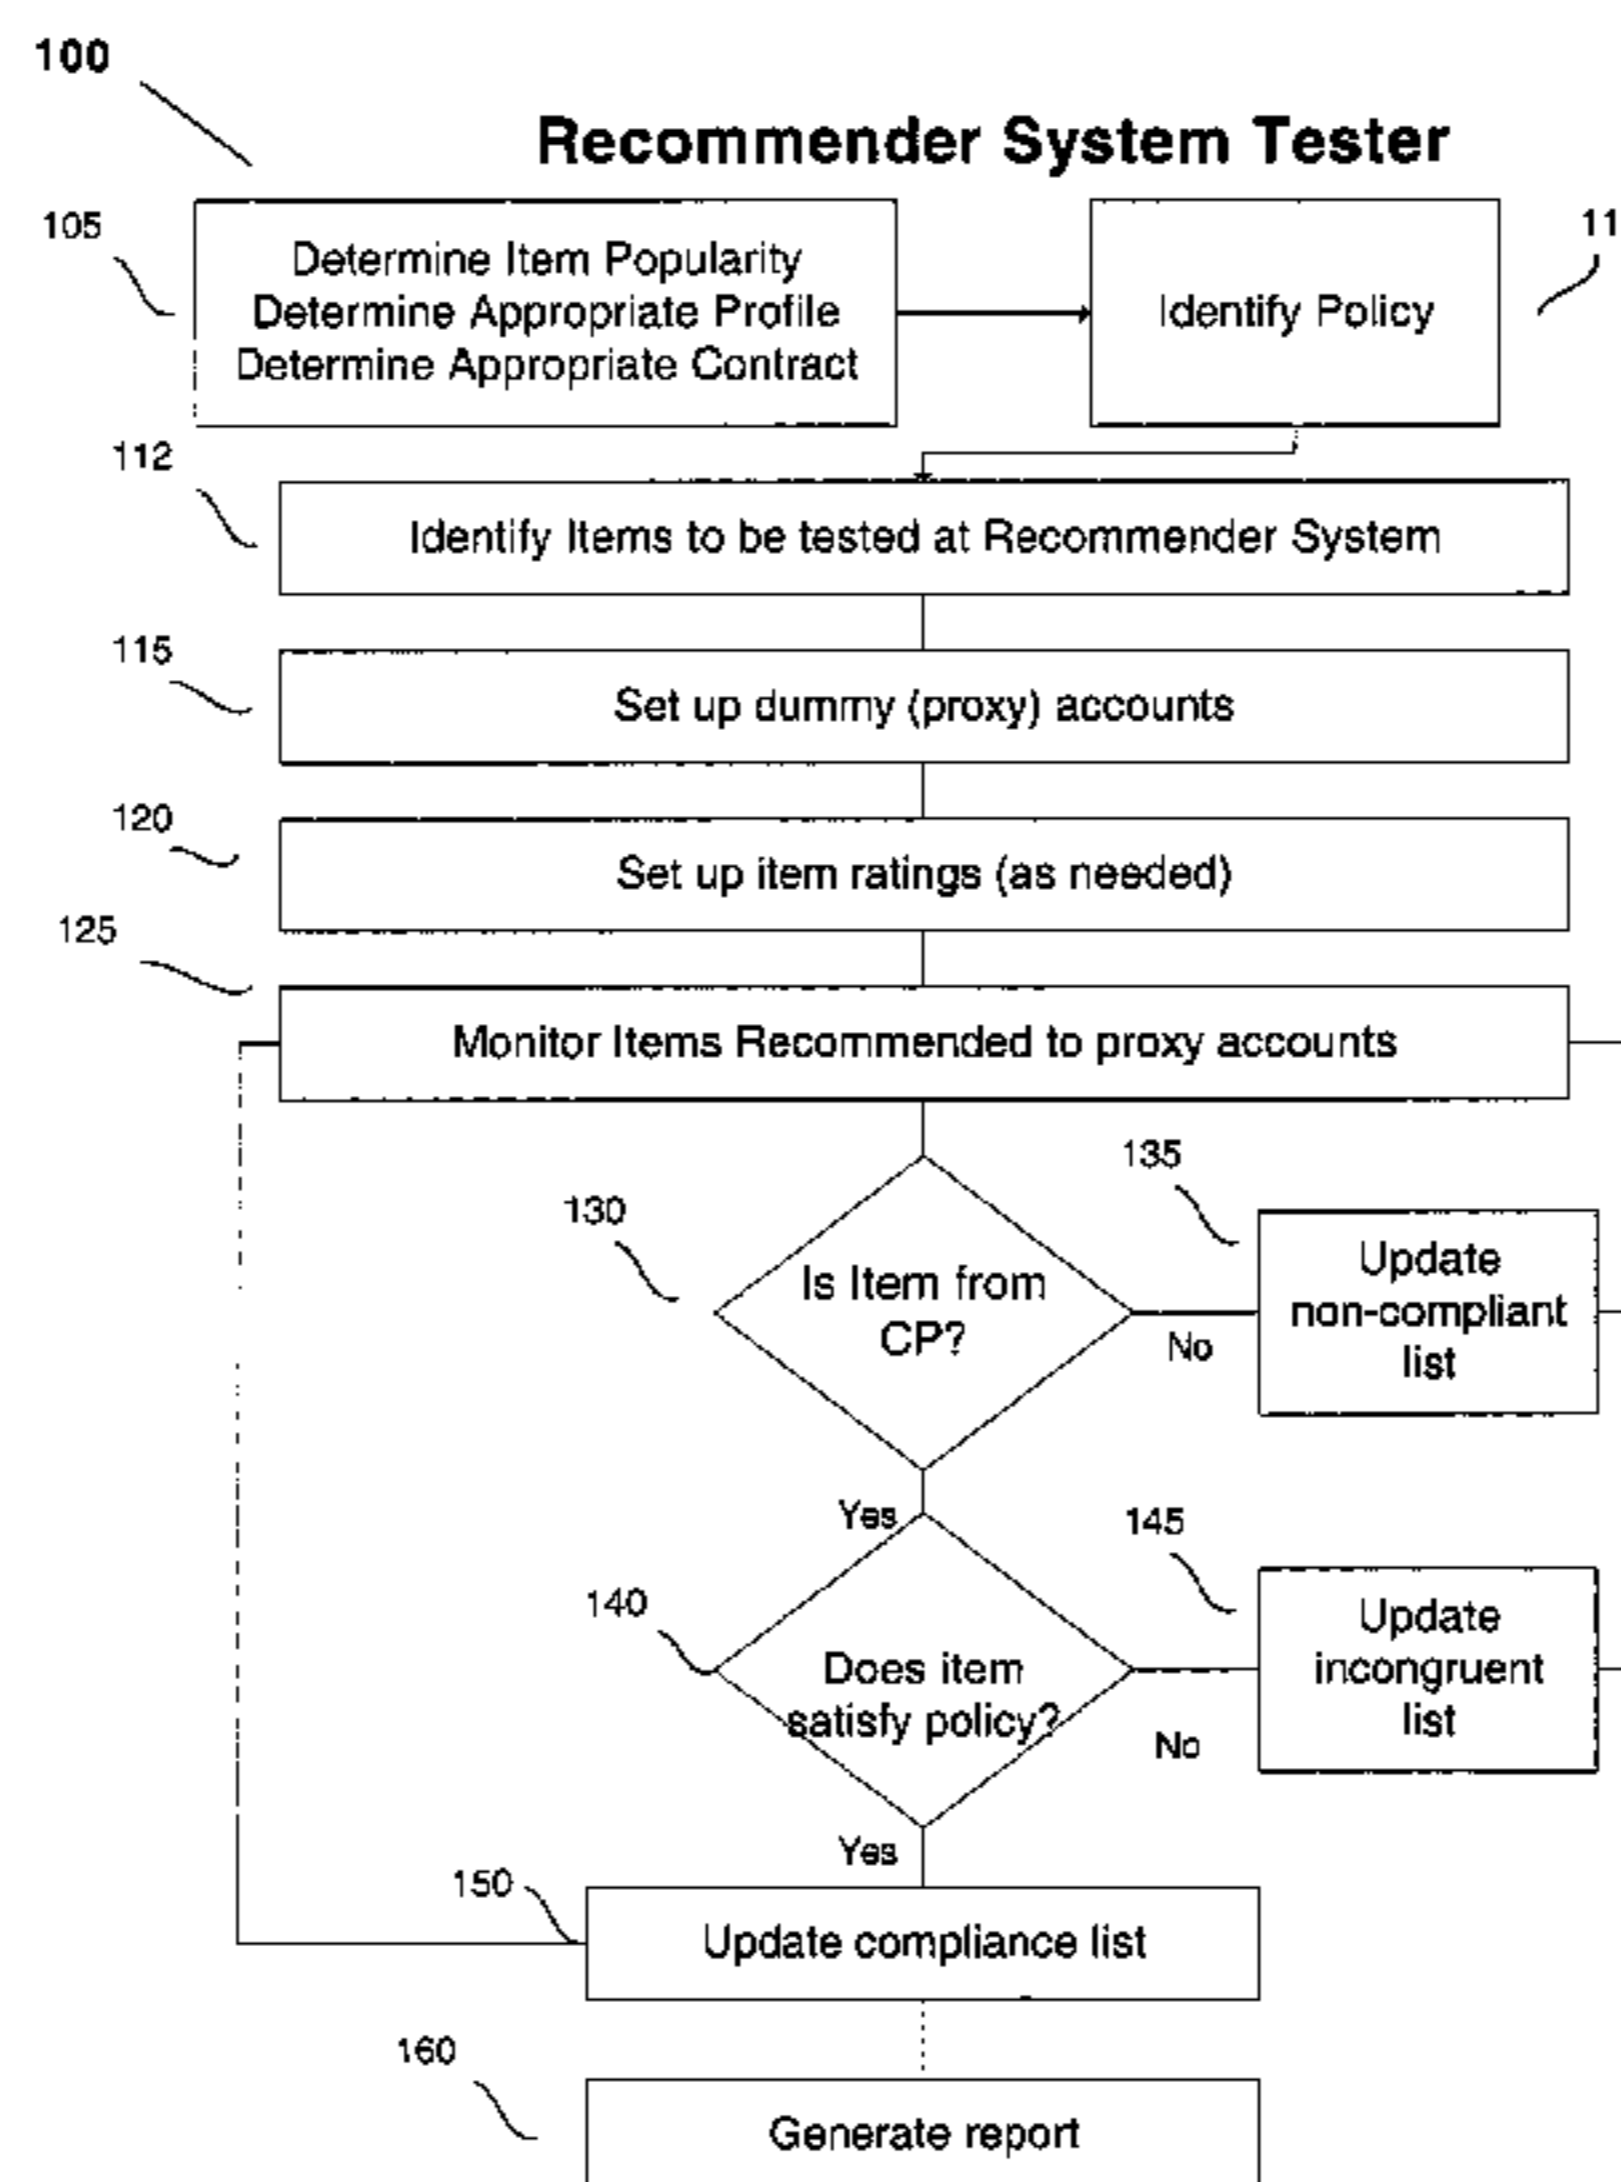 100
Recommender System Tester
105
Determine Item Popularity
Determine Appropriate Profile
Determine Appropriate Contract
Identify Policy
11
112
Identify Items to be tested at Recommender System
115
Set up dummy (proxy) accounts
120
Set up item ratings (as needed)
125
Monitor Items Recommended to proxy accounts
130
Is Item from
CP?
No
135
Update
non-compliant
list
Yes
140
Does item
satisfy policy?
No
145
Update
incongruent
list
Yes
150
Update compliance list
160
Generate report